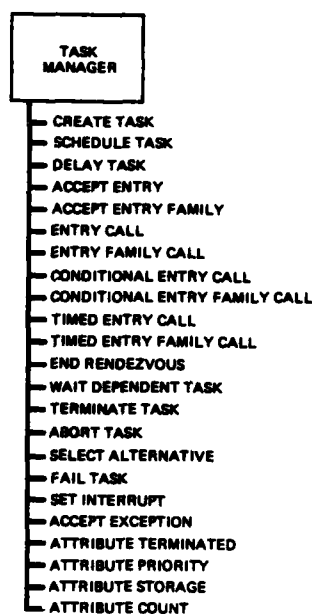 TASK
MANAGER
CREATE TASK
SCHEDULE TASK
DELAY TASK
ACCEPT ENTRY
ACCEPT ENTRY FAMILY
ENTRY CALL
ENTRY FAMILY CALL
CONDITIONAL ENTRY CALL
CONDITIONAL ENTRY FAMILY CALL
TIMED ENTRY CALL
TIMED ENTRY FAMILY CALL
END RENDEZVOUS
WAIT DEPENDENT TASK
TERMINATE TASK
ABORT TASK
SELECT ALTERNATIVE
FAIL TASK
SET INTERRUPT
ACCEPT EXCEPTION
ATTRIBUTE TERMINATED
ATTRIBUTE PRIORITY
ATTRIBUTE STORAGE
ATTRIBUTE COUNT